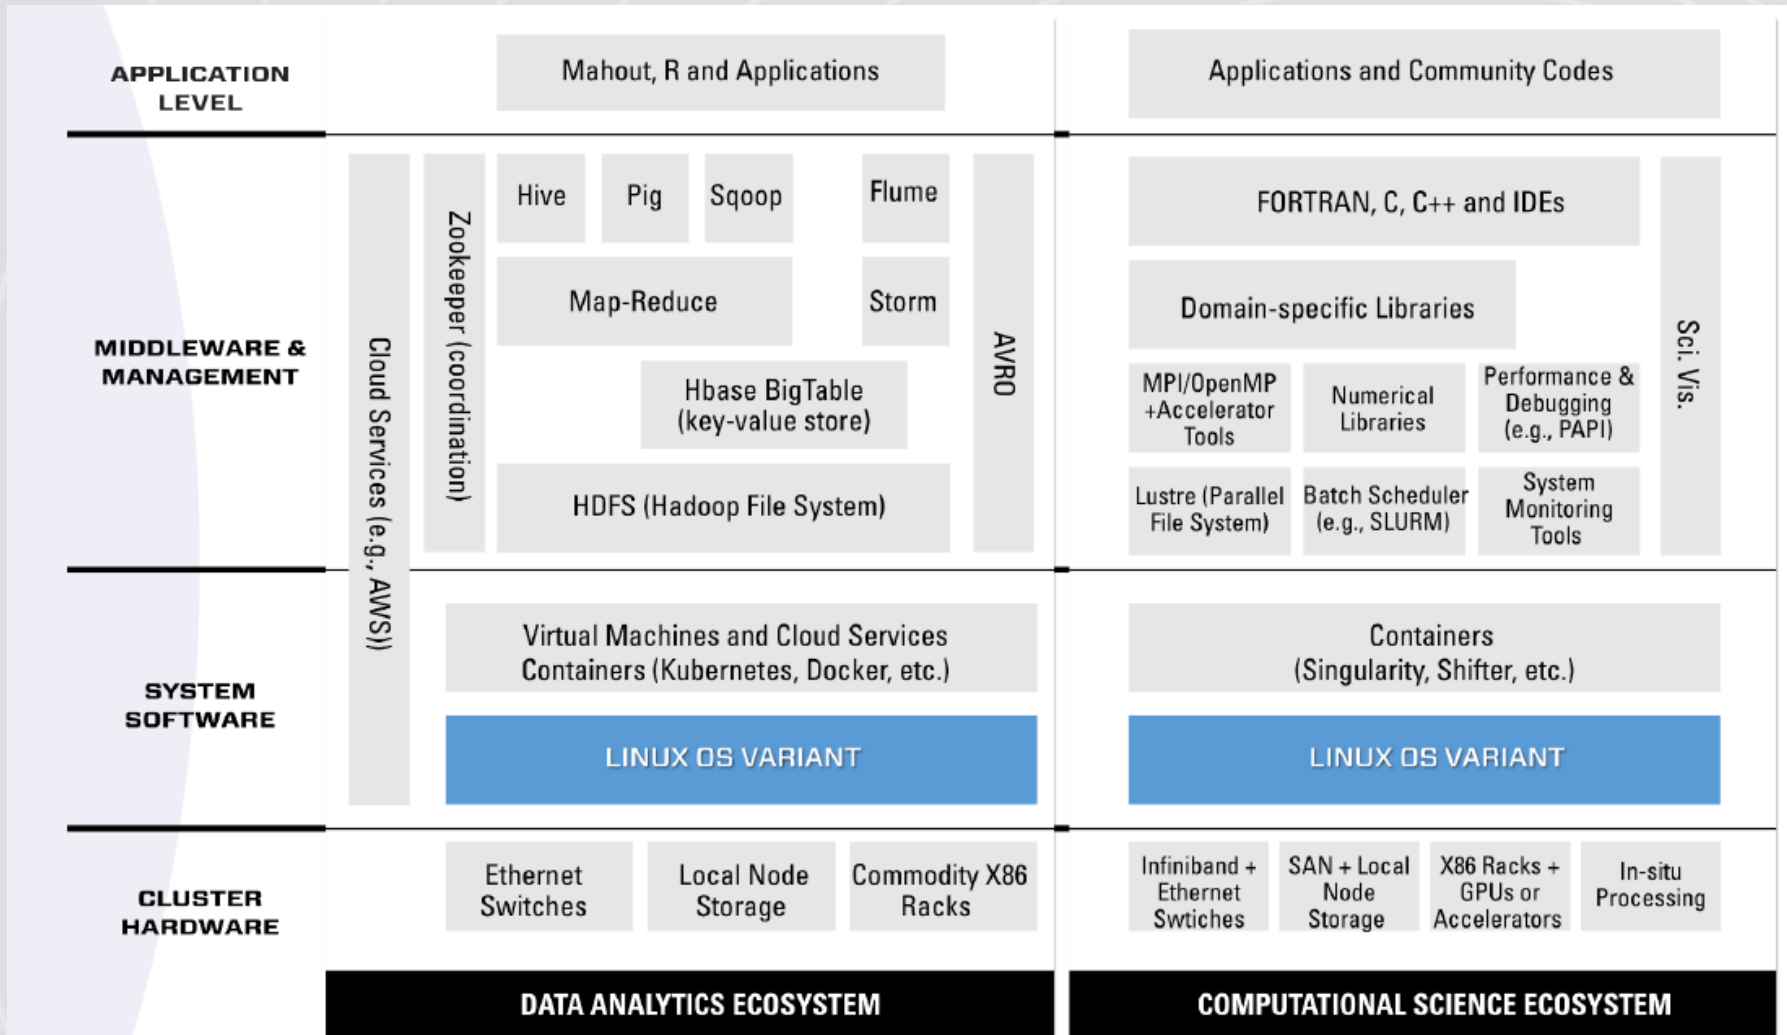 APPLICATION
LEVEL
Mahout, R and Applications
Applications and Community Codes
MIDDLEWARE &
MANAGEMENT
Cloud Services (e.g., AWS))
Zookeeper (coordination)
Hive
Pig
Sqoop
Flume
Map-Reduce
Storm
Hbase BigTable
(key-value store)
HDFS (Hadoop File System)
AVRO
FORTRAN, C, C++ and IDEs
Domain-specific Libraries
MPI/OpenMP
+Accelerator
Tools
Numerical
Libraries
Performance &
Debugging
(e.g., PAPI)
Lustre (Parallel
File System)
Batch Scheduler
(e.g., SLURM)
System
Monitoring
Tools
Sci. Vis.
SYSTEM
SOFTWARE
Virtual Machines and Cloud Services
Containers (Kubernetes, Docker, etc.)
LINUX OS VARIANT
Containers
(Singularity, Shifter, etc.)
LINUX OS VARIANT
CLUSTER
HARDWARE
Ethernet
Switches
Local Node
Storage
Commodity X86
Racks
Infiniband +
Ethernet
Swtiches
SAN + Local
Node
Storage
X86 Racks +
GPUs or
Accelerators
In-situ
Processing
DATA ANALYTICS ECOSYSTEM
COMPUTATIONAL SCIENCE ECOSYSTEM